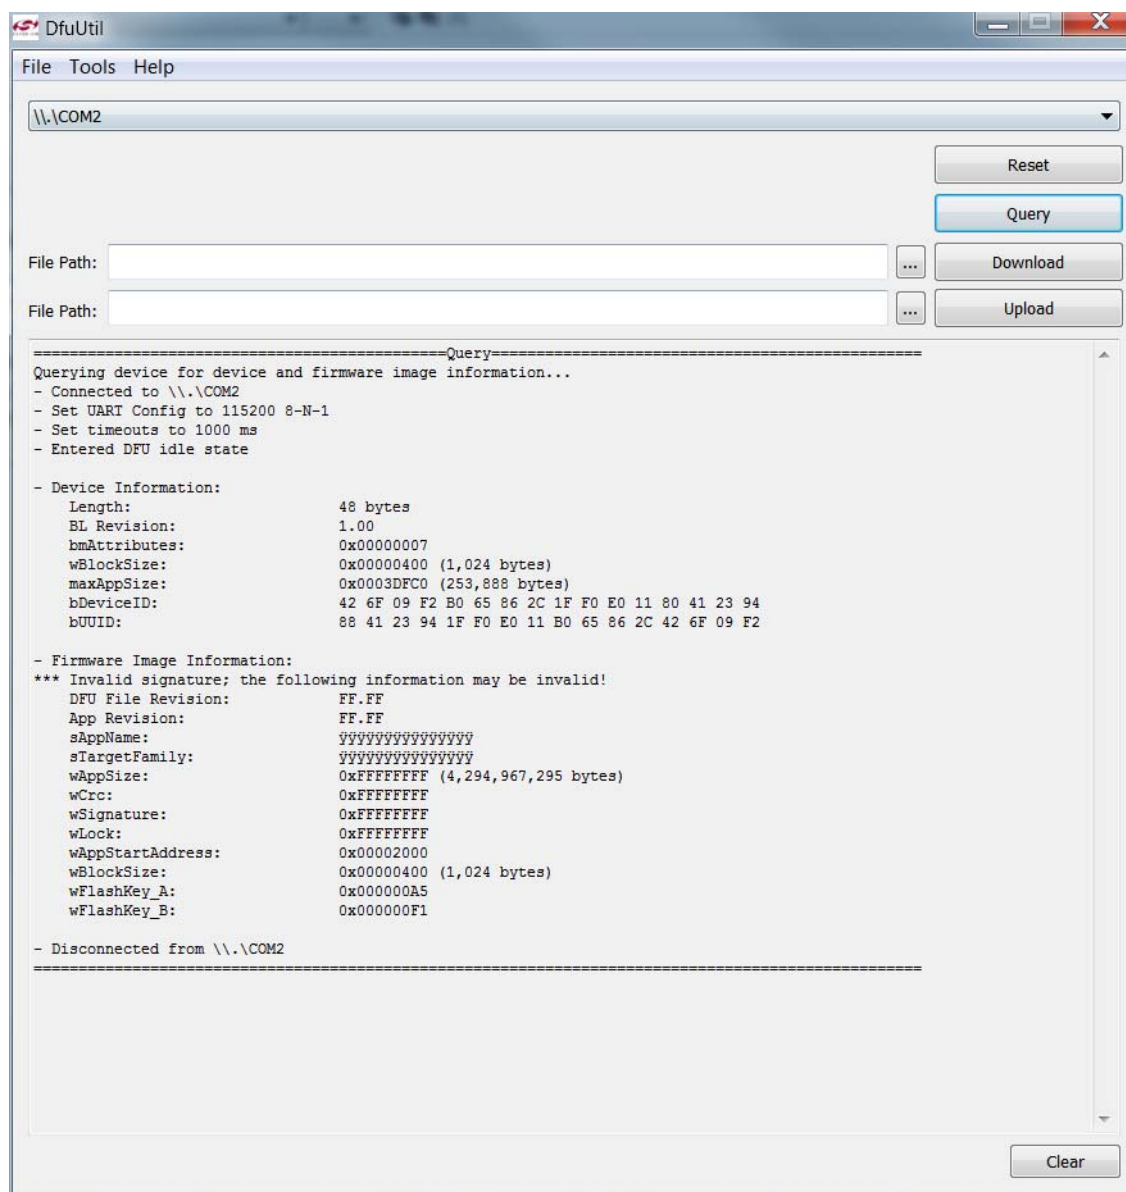 DfuUtil
File Tools Help
\\.\COM2
Reset
Query
File Path: ... Download
File Path: ... Upload
==============================================Query================================================
Querying device for device and firmware image information...
- Connected to \\.\COM2
- Set UART Config to 115200 8-N-1
- Set timeouts to 1000 ms
- Entered DFU idle state
- Device Information:
Length: 48 bytes
BL Revision: 1.00
bmAttributes: 0x00000007
wBlockSize: 0x00000400 (1,024 bytes)
maxAppSize: 0x0003DFC0 (253,888 bytes)
bDeviceID: 42 6F 09 F2 B0 65 86 2C 1F F0 E0 11 80 41 23 94
bUUID: 88 41 23 94 1F F0 E0 11 B0 65 86 2C 42 6F 09 F2
- Firmware Image Information:
*** Invalid signature; the following information may be invalid!
DFU File Revision: FF.FF
App Revision: FF.FF
sAppName: ÿÿÿÿÿÿÿÿÿÿÿÿÿÿÿ
sTargetFamily: ÿÿÿÿÿÿÿÿÿÿÿÿÿÿÿ
wAppSize: 0xFFFFFFFF (4,294,967,295 bytes)
wCrc: 0xFFFFFFFF
wSignature: 0xFFFFFFFF
wLock: 0xFFFFFFFF
wAppStartAddress: 0x00002000
wBlockSize: 0x00000400 (1,024 bytes)
wFlashKey_A: 0x000000A5
wFlashKey_B: 0x000000F1
- Disconnected from \\.\COM2
===================================================================================================
Clear